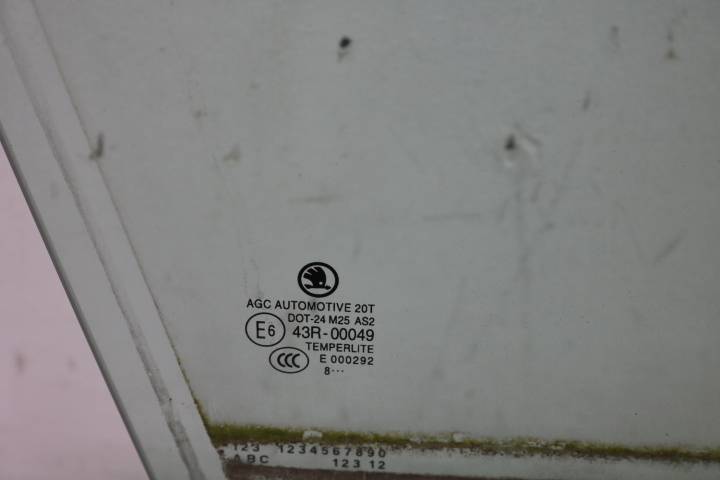 AGC AUTOMOTIVE 20T
DOT-24 M25 AS2
E6 43R-00049
TEMPERLITE
CCC E 000292
8...
123 1234567890
ABC 123 12